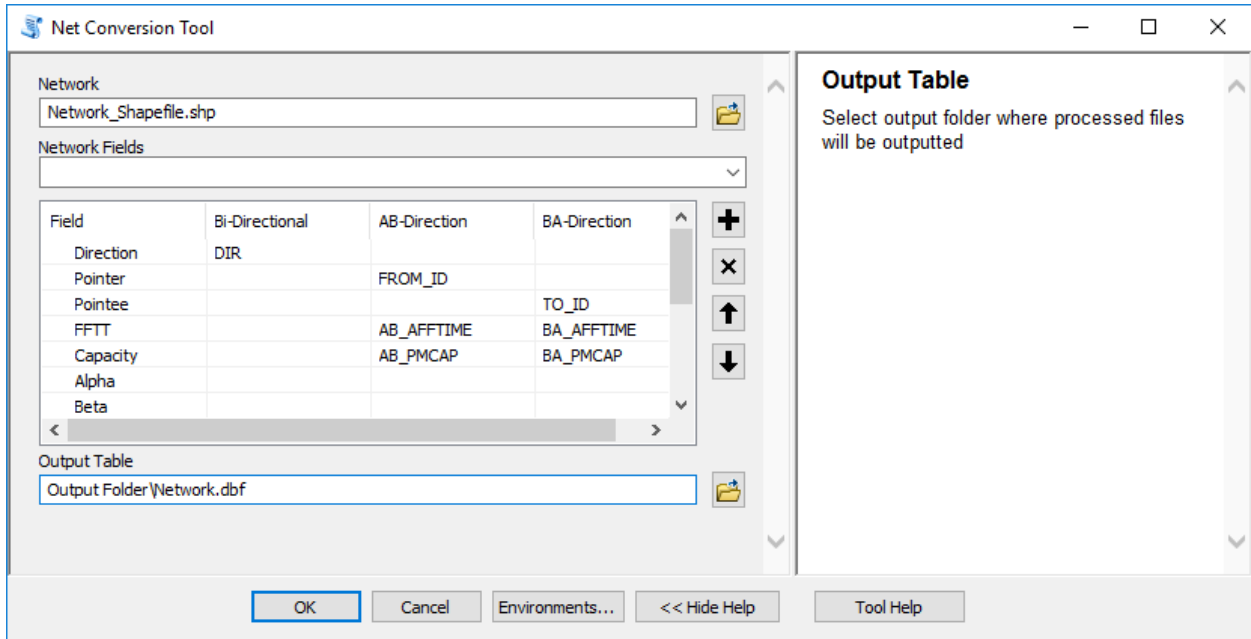 Net Conversion Tool
Network
Network_Shapefile.shp
Network Fields
Field Bi-Directional AB-Direction BA-Direction
Direction DIR
Pointer FROM_ID
Pointee TO_ID
FFTT AB_AFFTIME BA_AFFTIME
Capacity AB_PMCAP BA_PMCAP
Alpha
Beta
Output Table
Output Folder\Network.dbf
Output Table
Select output folder where processed files
will be outputted
OK Cancel Environments... << Hide Help Tool Help